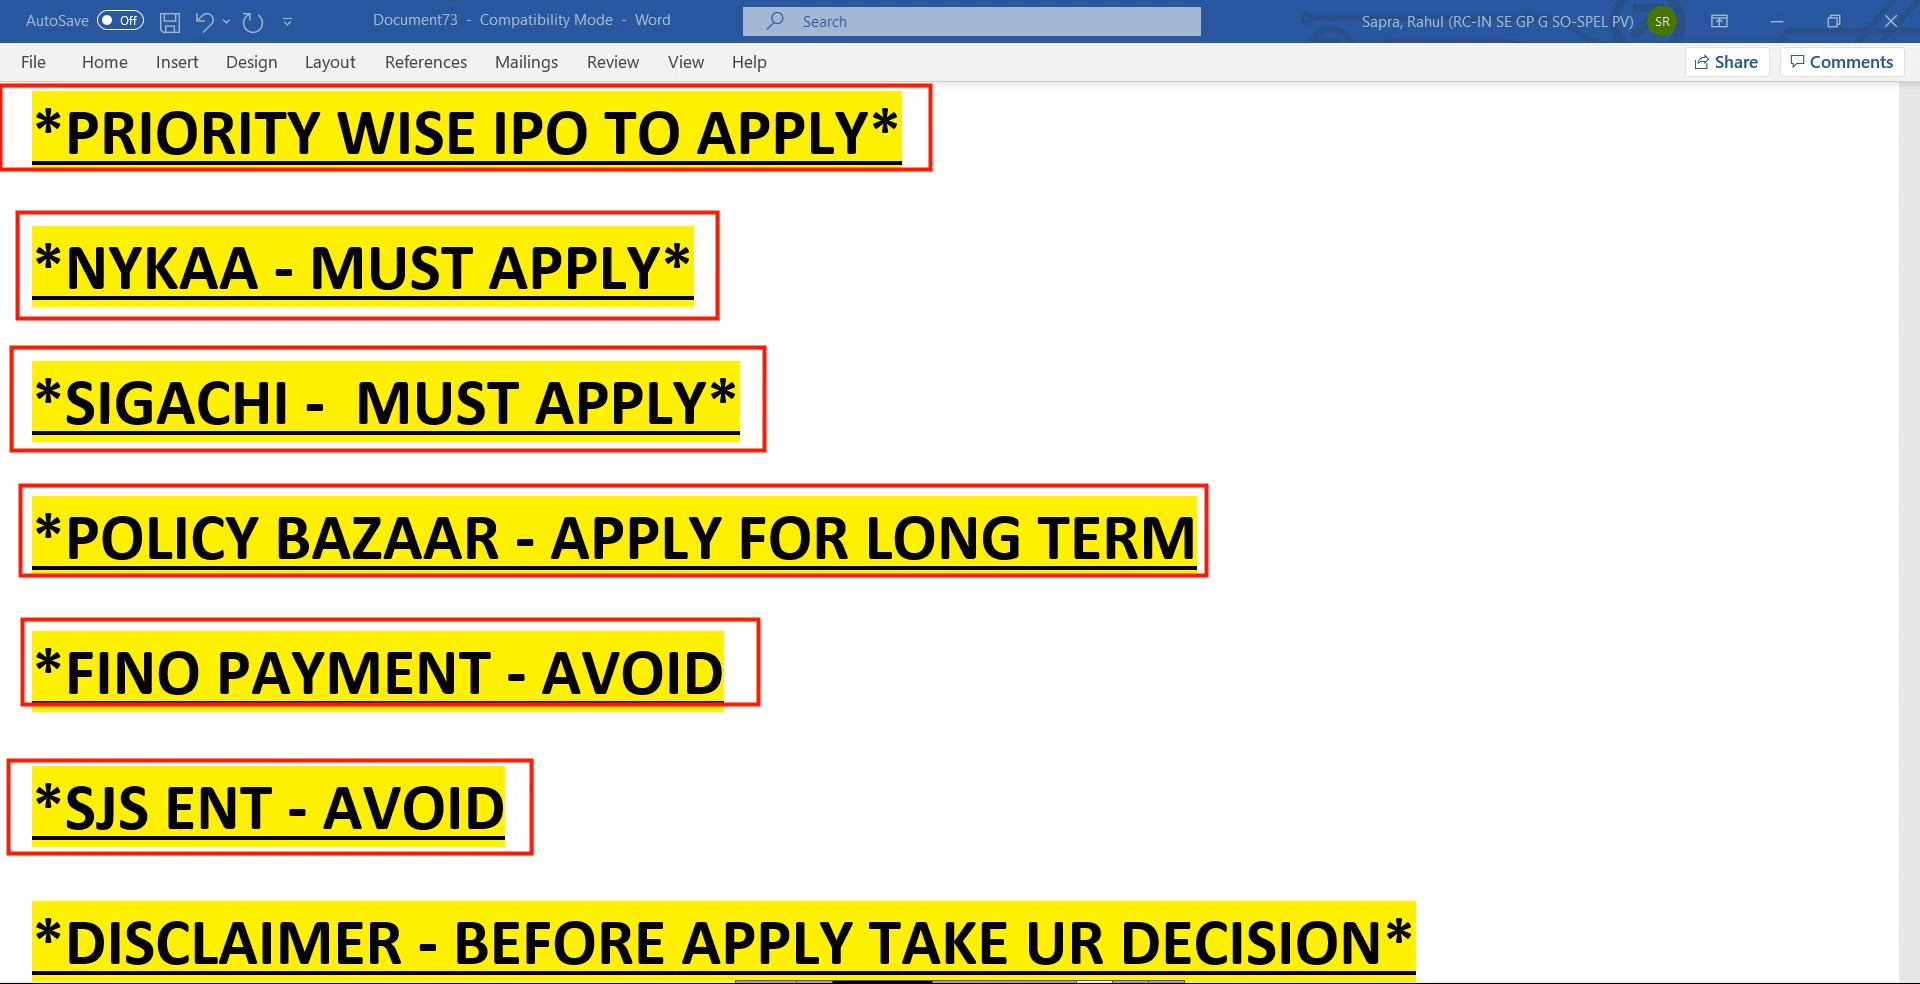 AutoSave Off Document73 - Compatibility Mode - Word Search Sapra, Rahul (RC-IN SE GP G SO-SPEL PV) SR
File Home Insert Design Layout References Mailings Review View Help Share Comments
*PRIORITY WISE IPO TO APPLY*
*NYKAA - MUST APPLY*
*SIGACHI -  MUST APPLY*
*POLICY BAZAAR - APPLY FOR LONG TERM
*FINO PAYMENT - AVOID
*SJS ENT - AVOID
*DISCLAIMER - BEFORE APPLY TAKE UR DECISION*